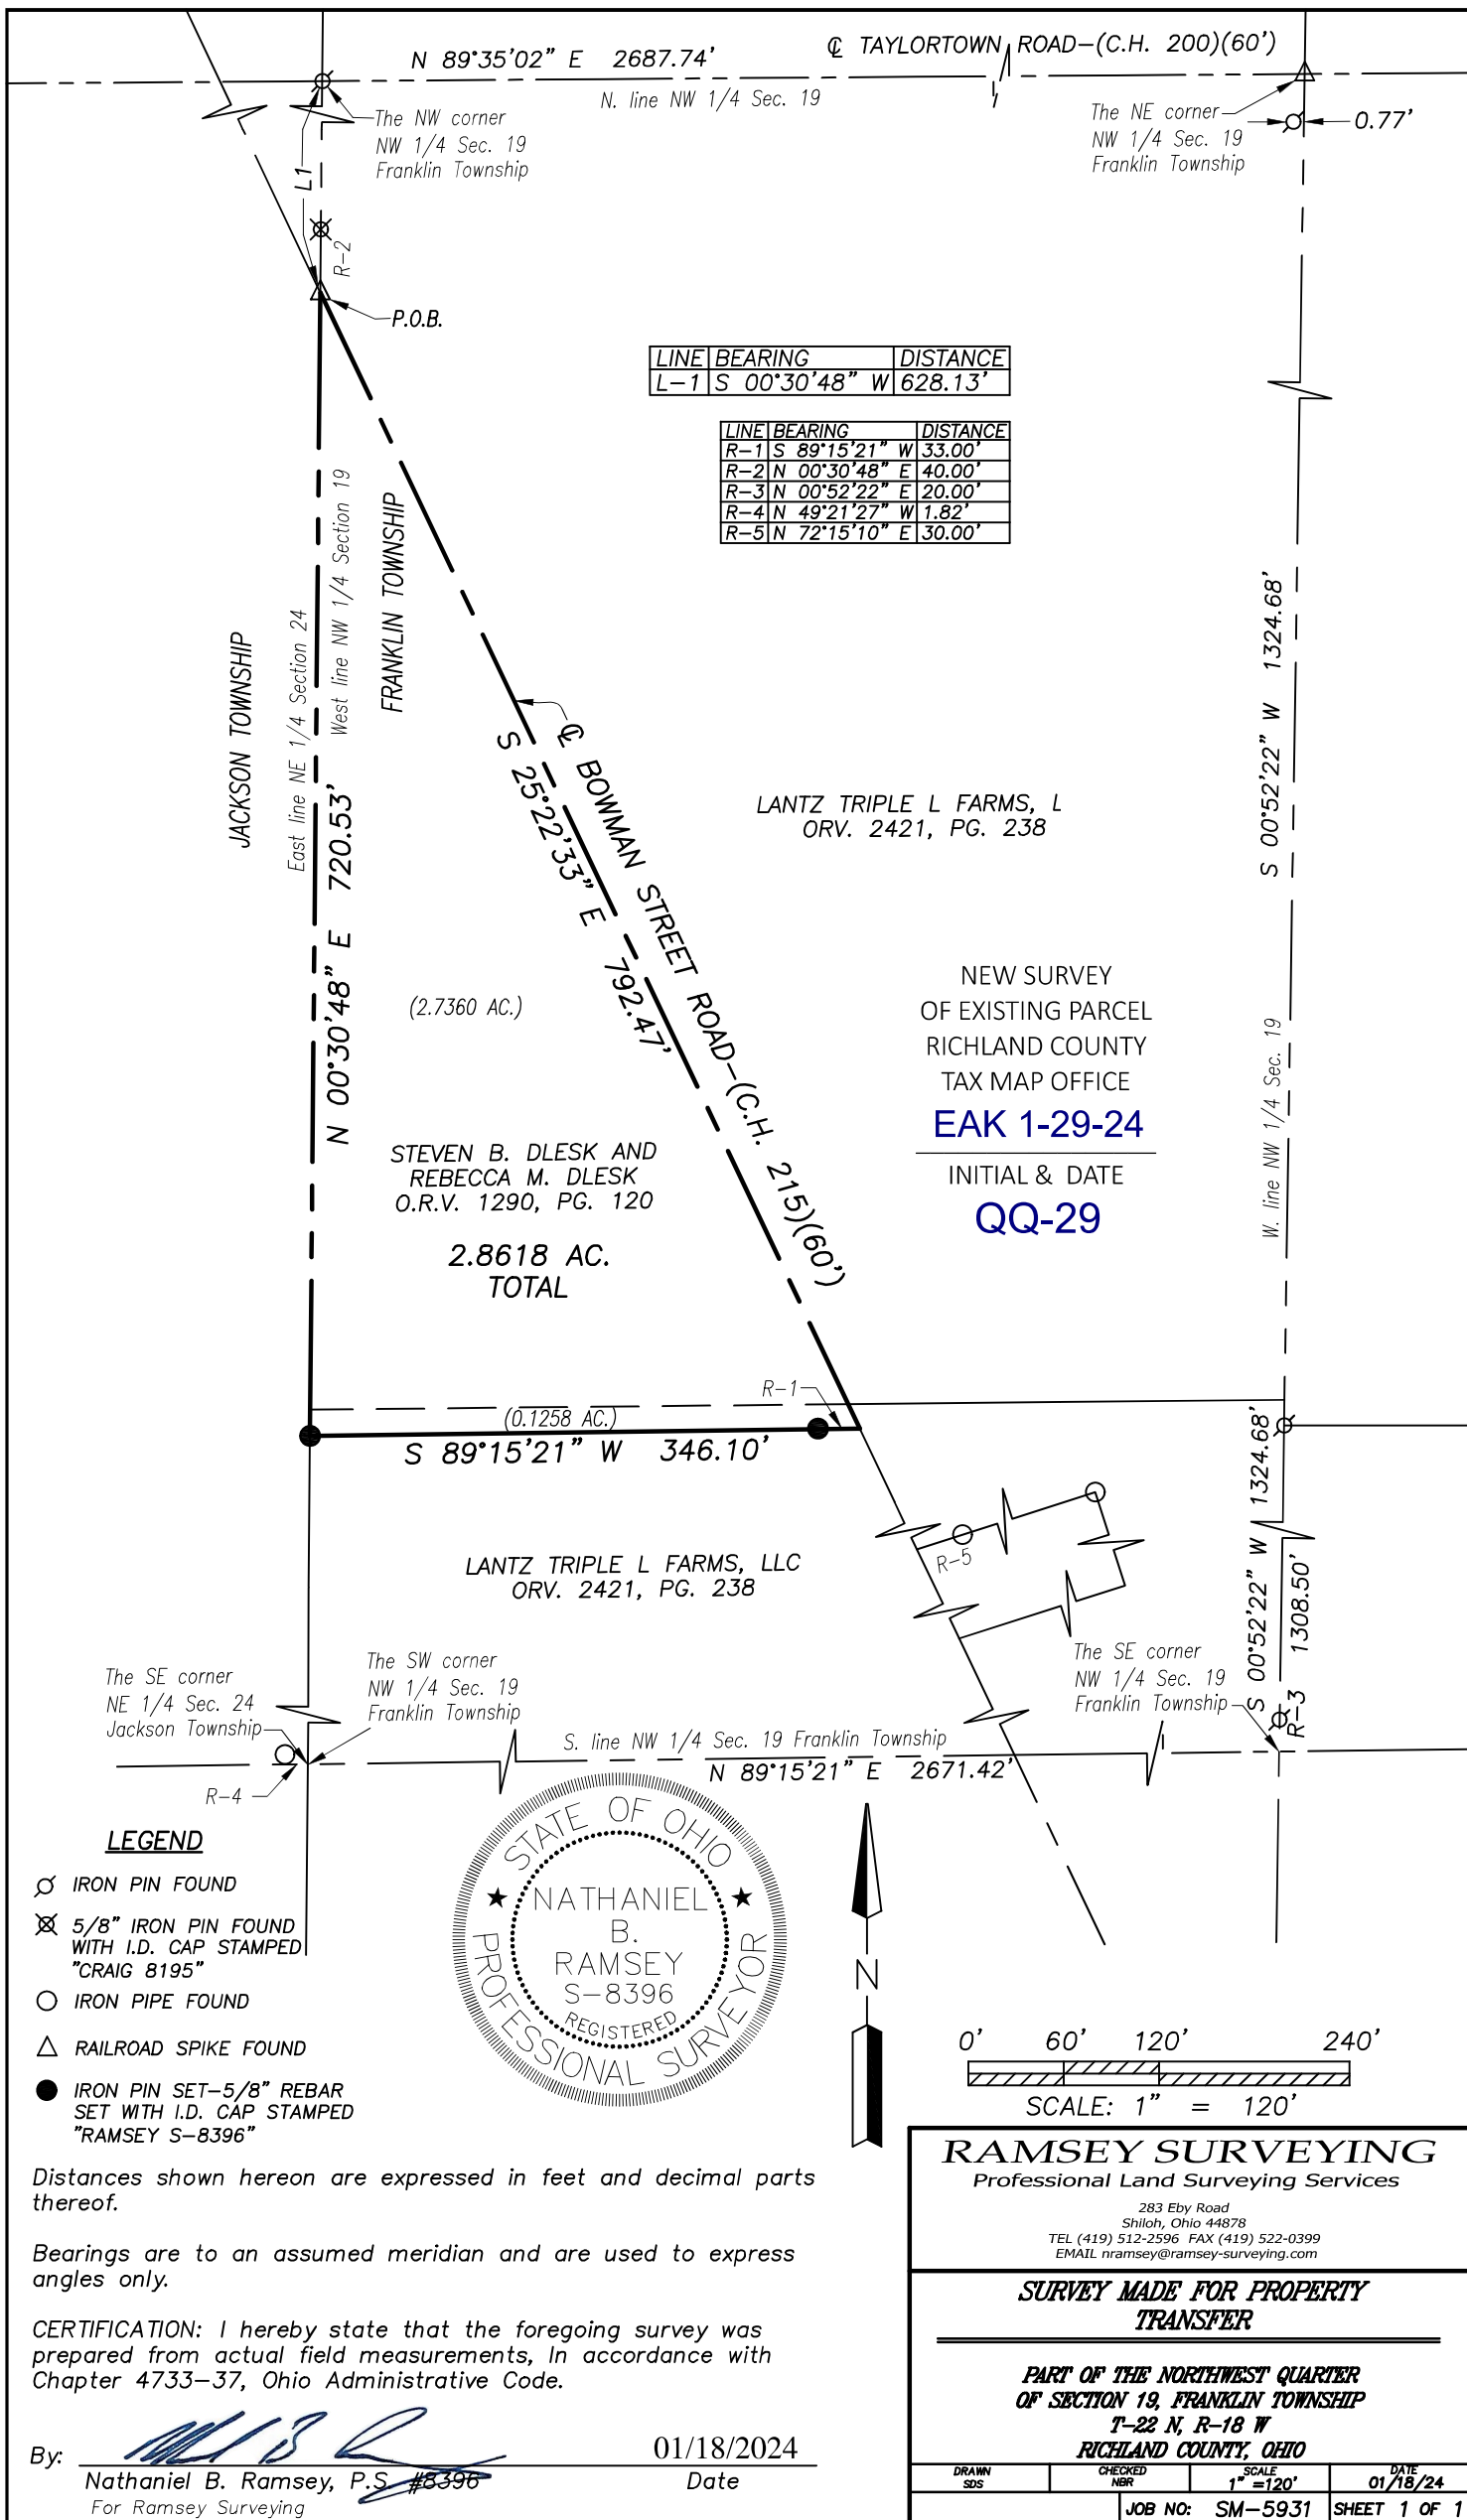 N 89°35'02" E 2687.74'
℄ TAYLORTOWN ROAD-(C.H. 200)(60')
N. line NW 1/4 Sec. 19
The NW corner
NW 1/4 Sec. 19
Franklin Township
The NE corner
NW 1/4 Sec. 19
Franklin Township
0.77'
L1
R-2
P.O.B.
LINE BEARING DISTANCE
L-1 S 00°30'48" W 628.13'
LINE BEARING DISTANCE
R-1 S 89°15'21" W 33.00'
R-2 N 00°30'48" E 40.00'
R-3 N 00°52'22" E 20.00'
R-4 N 49°21'27" W 1.82'
R-5 N 72°15'10" E 30.00'
JACKSON TOWNSHIP
East line NE 1/4 Section 24
West line NW 1/4 Section 19
FRANKLIN TOWNSHIP
N 00°30'48" E 720.53'
℄ BOWMAN STREET ROAD-(C.H. 215)(60')
S 25°22'33" E 792.47'
S 00°52'22" W 1324.68'
W. line NW 1/4 Sec. 19
LANTZ TRIPLE L FARMS, L
ORV. 2421, PG. 238
(2.7360 AC.)
NEW SURVEY
OF EXISTING PARCEL
RICHLAND COUNTY
TAX MAP OFFICE
EAK 1-29-24
INITIAL & DATE
QQ-29
STEVEN B. DLESK AND
REBECCA M. DLESK
O.R.V. 1290, PG. 120
2.8618 AC.
TOTAL
R-1
(0.1258 AC.)
S 89°15'21" W 346.10'
S 00°52'22" W 1324.68'
1308.50'
R-5
LANTZ TRIPLE L FARMS, LLC
ORV. 2421, PG. 238
The SE corner
NE 1/4 Sec. 24
Jackson Township
The SW corner
NW 1/4 Sec. 19
Franklin Township
The SE corner
NW 1/4 Sec. 19
Franklin Township
R-3
S. line NW 1/4 Sec. 19 Franklin Township
N 89°15'21" E 2671.42'
R-4
LEGEND
IRON PIN FOUND
5/8" IRON PIN FOUND
WITH I.D. CAP STAMPED
"CRAIG 8195"
IRON PIPE FOUND
RAILROAD SPIKE FOUND
IRON PIN SET-5/8" REBAR
SET WITH I.D. CAP STAMPED
"RAMSEY S-8396"
STATE OF OHIO
NATHANIEL
B.
RAMSEY
S-8396
REGISTERED
PROFESSIONAL SURVEYOR
N
0' 60' 120' 240'
SCALE: 1" = 120'
Distances shown hereon are expressed in feet and decimal parts
thereof.
Bearings are to an assumed meridian and are used to express
angles only.
CERTIFICATION: I hereby state that the foregoing survey was
prepared from actual field measurements, In accordance with
Chapter 4733-37, Ohio Administrative Code.
By:
01/18/2024
Nathaniel B. Ramsey, P.S. #8396
Date
For Ramsey Surveying
RAMSEY SURVEYING
Professional Land Surveying Services
283 Eby Road
Shiloh, Ohio 44878
TEL (419) 512-2596 FAX (419) 522-0399
EMAIL nramsey@ramsey-surveying.com
SURVEY MADE FOR PROPERTY
TRANSFER
PART OF THE NORTHWEST QUARTER
OF SECTION 19, FRANKLIN TOWNSHIP
T-22 N, R-18 W
RICHLAND COUNTY, OHIO
DRAWN
SDS
CHECKED
NBR
SCALE
1" =120'
DATE
01/18/24
JOB NO: SM-5931
SHEET 1 OF 1